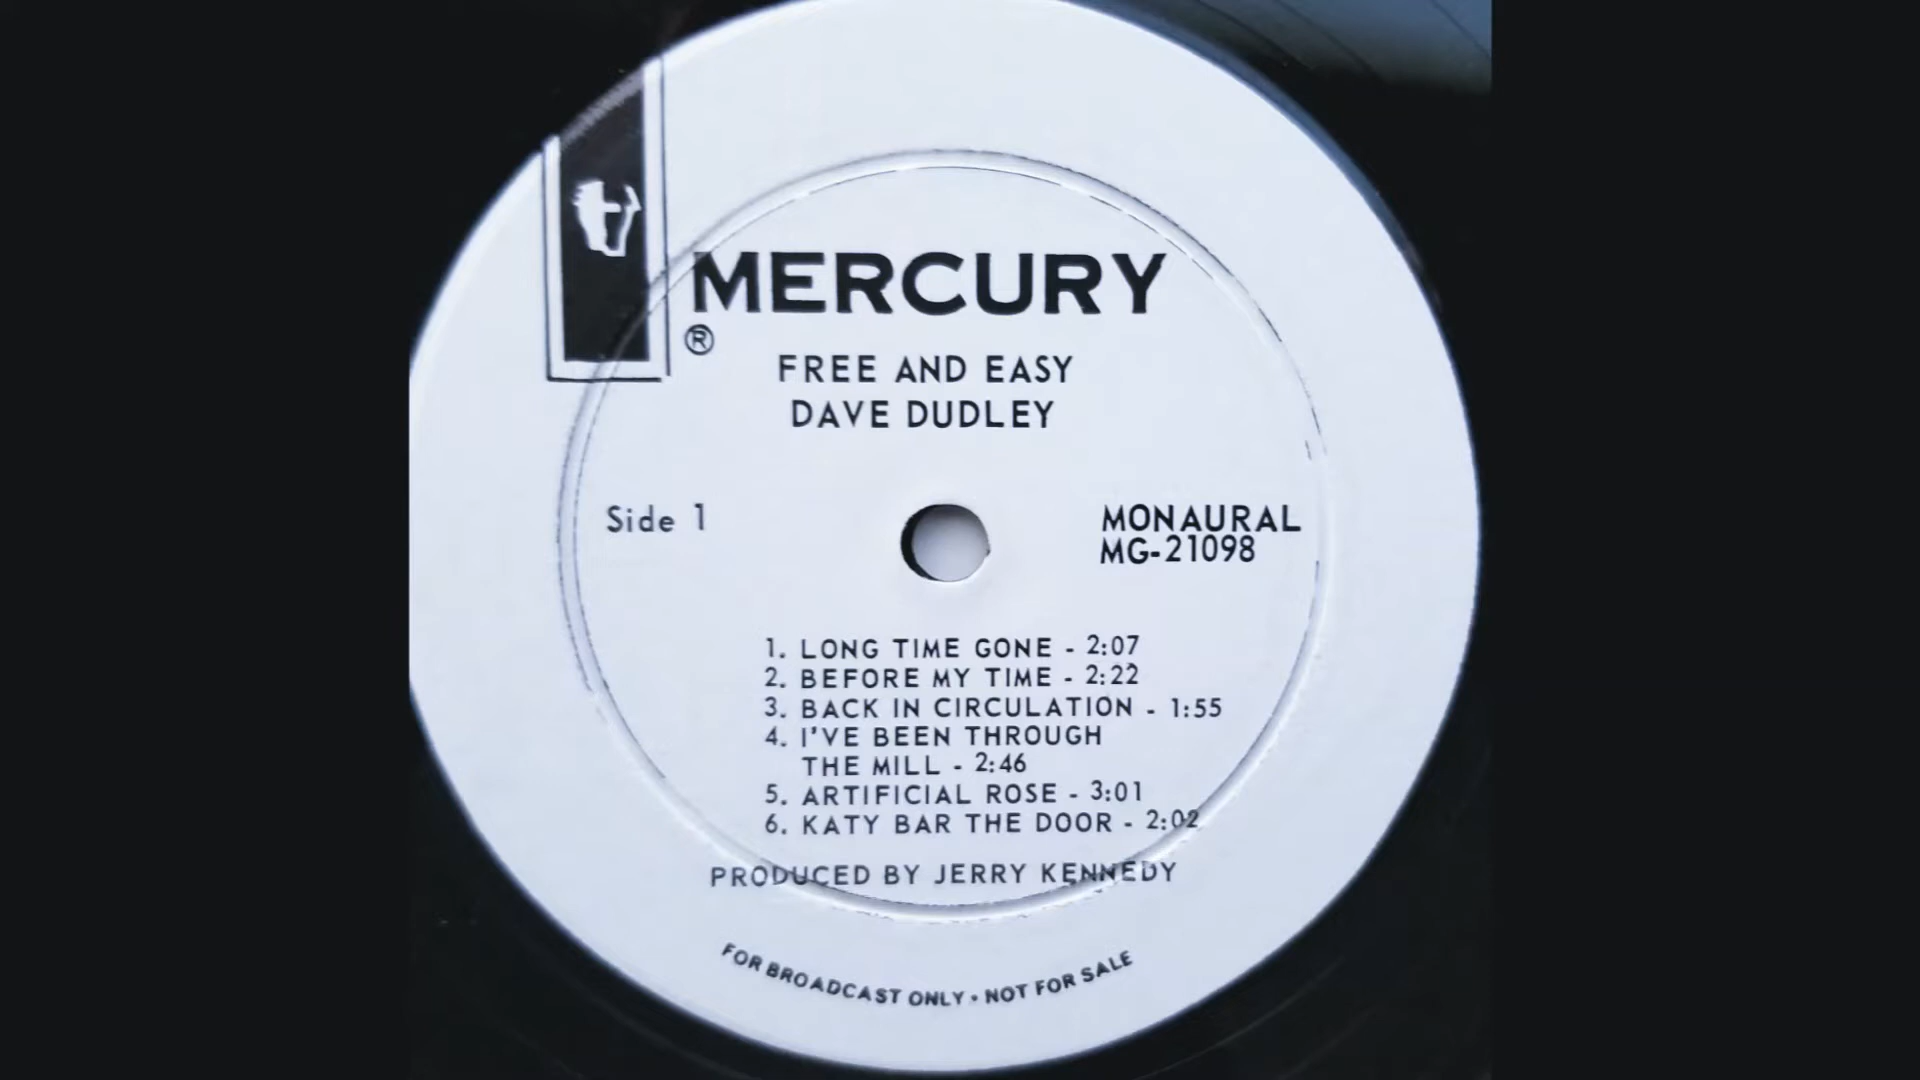 MERCURY
®
FREE AND EASY
DAVE DUDLEY
Side 1
MONAURAL
MG-21098
1. LONG TIME GONE - 2:07
2. BEFORE MY TIME - 2:22
3. BACK IN CIRCULATION - 1:55
4. I'VE BEEN THROUGH
THE MILL - 2:46
5. ARTIFICIAL ROSE - 3:01
6. KATY BAR THE DOOR - 2:02
PRODUCED BY JERRY KENNEDY
FOR BROADCAST ONLY • NOT FOR SALE